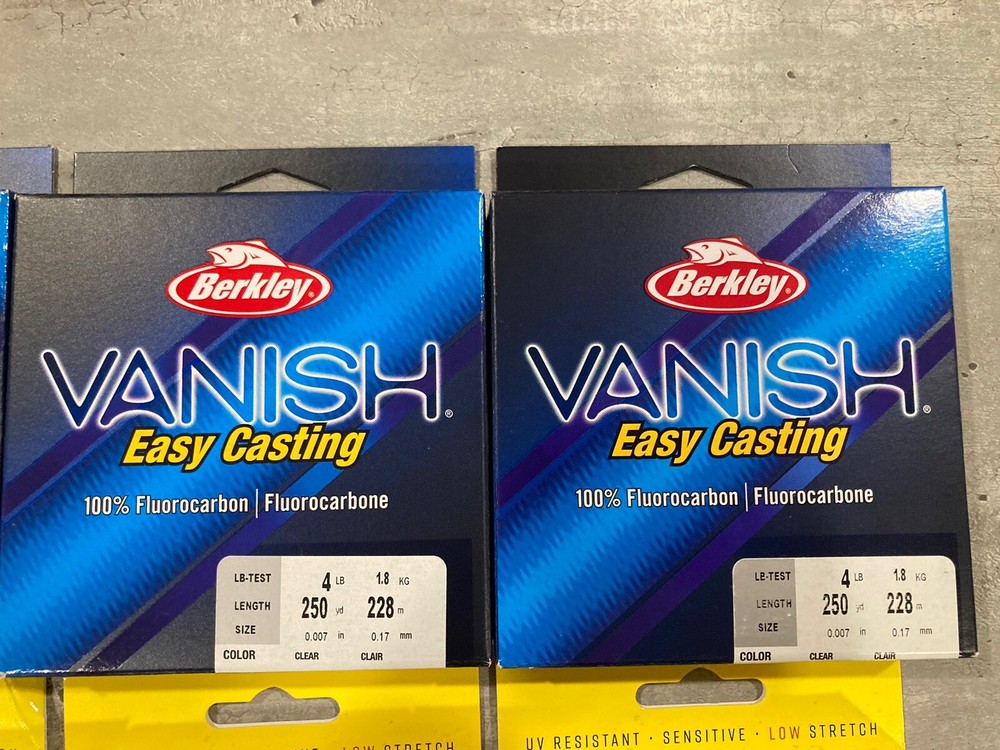 Berkley®
VANISH®
Easy Casting
100% Fluorocarbon | Fluorocarbone
LB-TEST 4 LB 1.8 KG
LENGTH 250 yd 228 m
SIZE 0.007 in 0.17 mm
COLOR CLEAR CLAIR
Berkley®
VANISH®
Easy Casting
100% Fluorocarbon | Fluorocarbone
LB-TEST 4 LB 1.8 KG
LENGTH 250 yd 228 m
SIZE 0.007 in 0.17 mm
COLOR CLEAR CLAIR
LOW STRETCH
UV RESISTANT · SENSITIVE · LOW STRETCH